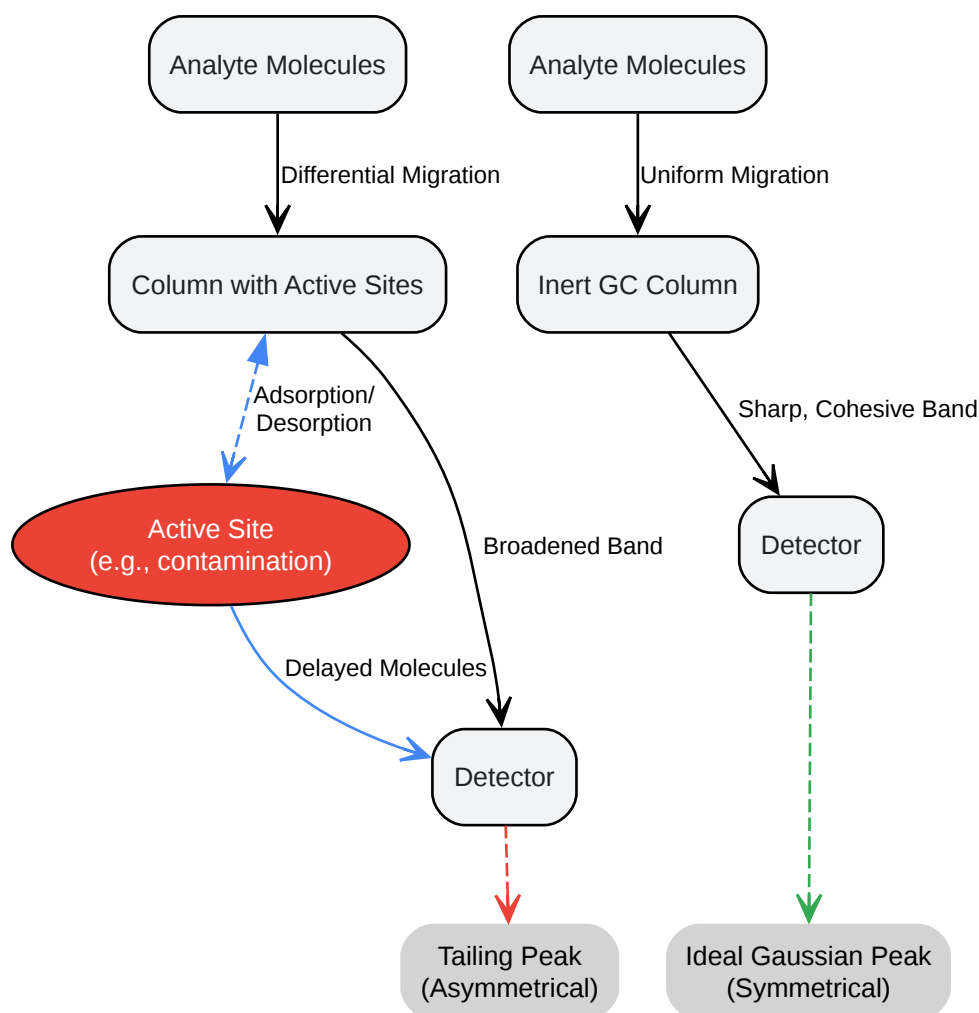 Analyte Molecules
Analyte Molecules
Differential Migration
Uniform Migration
Column with Active Sites
Inert GC Column
Adsorption/
Desorption
Sharp, Cohesive Band
Active Site
(e.g., contamination)
Broadened Band
Detector
Delayed Molecules
Detector
Tailing Peak
(Asymmetrical)
Ideal Gaussian Peak
(Symmetrical)